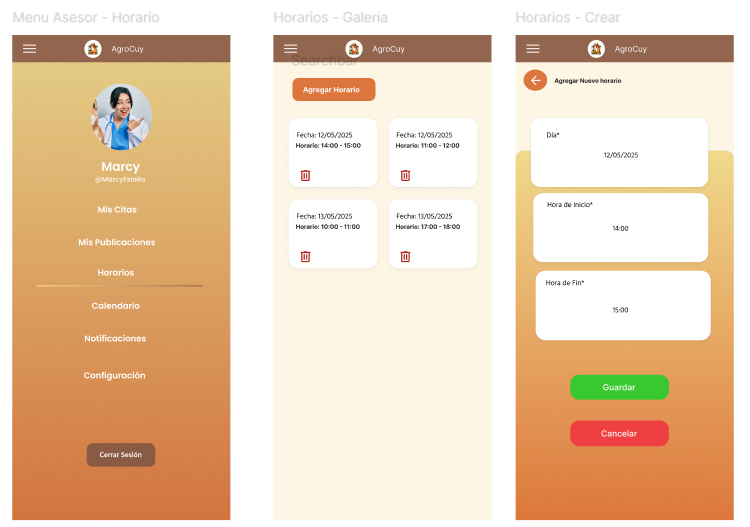 Menu Asesor - Horario
AgroCuy
Marcy
@MarcyEstella
Mis Citas
Mis Publicaciones
Horarios
Calendario
Notificaciones
Configuración
Cerrar Sesión
Horarios - Galeria
AgroCuy
Searchbar
Agregar Horario
Fecha: 12/05/2025
Horario: 14:00 - 15:00
Fecha: 12/05/2025
Horario: 11:00 - 12:00
Fecha: 13/05/2025
Horario: 10:00 - 11:00
Fecha: 13/05/2025
Horario: 17:00 - 18:00
Horarios - Crear
AgroCuy
Agregar Nuevo horario
Día*
12/05/2025
Hora de Inicio*
14:00
Hora de Fin*
15:00
Guardar
Cancelar